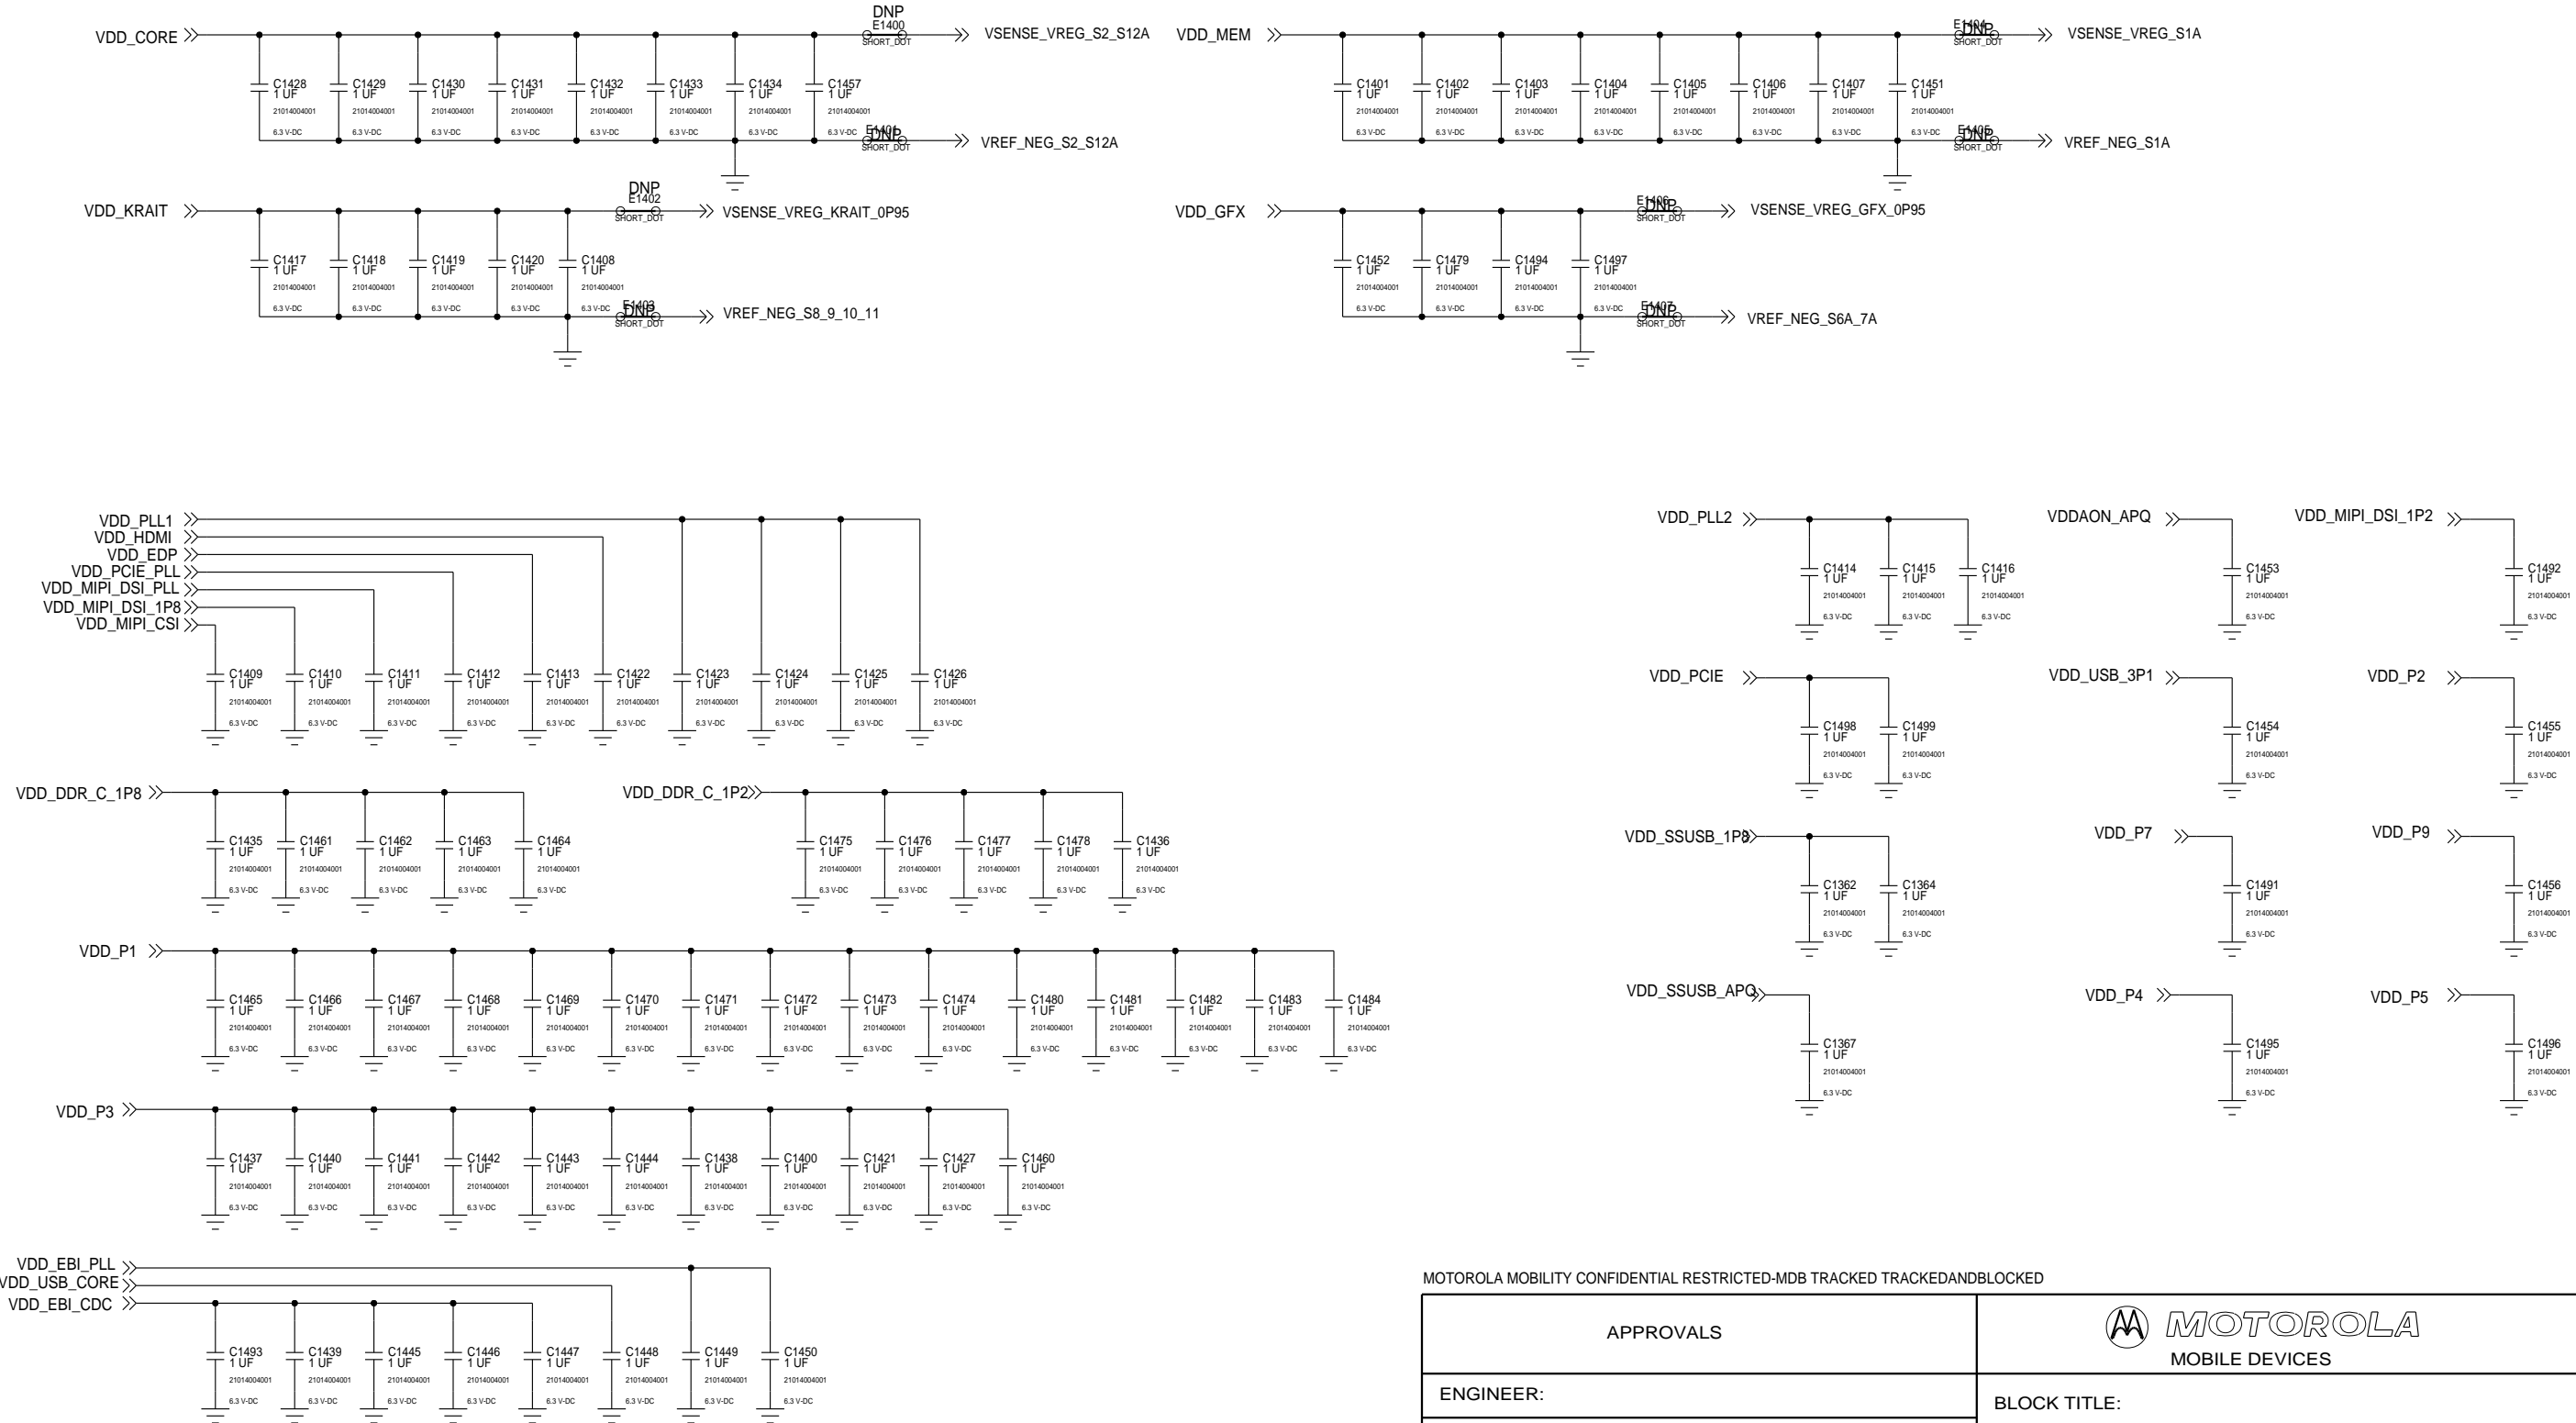 VDD_CORE
DNP
E1400
SHORT_DOT
VSENSE_VREG_S2_S12A
C1428 C1429 C1430 C1431 C1432 C1433 C1434 C1457
1 UF 1 UF 1 UF 1 UF 1 UF 1 UF 1 UF 1 UF
21014004001 21014004001 21014004001 21014004001 21014004001 21014004001 21014004001 21014004001
6.3 V-DC 6.3 V-DC 6.3 V-DC 6.3 V-DC 6.3 V-DC 6.3 V-DC 6.3 V-DC 6.3 V-DC
E1401
DNP
SHORT_DOT
VREF_NEG_S2_S12A
VDD_MEM
E1404
DNP
SHORT_DOT
VSENSE_VREG_S1A
C1401 C1402 C1403 C1404 C1405 C1406 C1407 C1451
1 UF 1 UF 1 UF 1 UF 1 UF 1 UF 1 UF 1 UF
21014004001 21014004001 21014004001 21014004001 21014004001 21014004001 21014004001 21014004001
6.3 V-DC 6.3 V-DC 6.3 V-DC 6.3 V-DC 6.3 V-DC 6.3 V-DC 6.3 V-DC 6.3 V-DC
E1405
DNP
SHORT_DOT
VREF_NEG_S1A
VDD_KRAIT
DNP
E1402
SHORT_DOT
VSENSE_VREG_KRAIT_0P95
C1417 C1418 C1419 C1420 C1408
1 UF 1 UF 1 UF 1 UF 1 UF
21014004001 21014004001 21014004001 21014004001 21014004001
6.3 V-DC 6.3 V-DC 6.3 V-DC 6.3 V-DC 6.3 V-DC
E1403
DNP
SHORT_DOT
VREF_NEG_S8_9_10_11
VDD_GFX
E1406
DNP
SHORT_DOT
VSENSE_VREG_GFX_0P95
C1452 C1479 C1494 C1497
1 UF 1 UF 1 UF 1 UF
21014004001 21014004001 21014004001 21014004001
6.3 V-DC 6.3 V-DC 6.3 V-DC 6.3 V-DC
E1407
DNP
SHORT_DOT
VREF_NEG_S6A_7A
VDD_PLL1
VDD_HDMI
VDD_EDP
VDD_PCIE_PLL
VDD_MIPI_DSI_PLL
VDD_MIPI_DSI_1P8
VDD_MIPI_CSI
C1409 C1410 C1411 C1412 C1413 C1422 C1423 C1424 C1425 C1426
1 UF 1 UF 1 UF 1 UF 1 UF 1 UF 1 UF 1 UF 1 UF 1 UF
21014004001 21014004001 21014004001 21014004001 21014004001 21014004001 21014004001 21014004001 21014004001 21014004001
6.3 V-DC 6.3 V-DC 6.3 V-DC 6.3 V-DC 6.3 V-DC 6.3 V-DC 6.3 V-DC 6.3 V-DC 6.3 V-DC 6.3 V-DC
VDD_DDR_C_1P8
C1435 C1461 C1462 C1463 C1464
1 UF 1 UF 1 UF 1 UF 1 UF
21014004001 21014004001 21014004001 21014004001 21014004001
6.3 V-DC 6.3 V-DC 6.3 V-DC 6.3 V-DC 6.3 V-DC
VDD_DDR_C_1P2
C1475 C1476 C1477 C1478 C1436
1 UF 1 UF 1 UF 1 UF 1 UF
21014004001 21014004001 21014004001 21014004001 21014004001
6.3 V-DC 6.3 V-DC 6.3 V-DC 6.3 V-DC 6.3 V-DC
VDD_P1
C1465 C1466 C1467 C1468 C1469 C1470 C1471 C1472 C1473 C1474 C1480 C1481 C1482 C1483 C1484
1 UF 1 UF 1 UF 1 UF 1 UF 1 UF 1 UF 1 UF 1 UF 1 UF 1 UF 1 UF 1 UF 1 UF 1 UF
21014004001 21014004001 21014004001 21014004001 21014004001 21014004001 21014004001 21014004001 21014004001 21014004001 21014004001 21014004001 21014004001 21014004001 21014004001
6.3 V-DC 6.3 V-DC 6.3 V-DC 6.3 V-DC 6.3 V-DC 6.3 V-DC 6.3 V-DC 6.3 V-DC 6.3 V-DC 6.3 V-DC 6.3 V-DC 6.3 V-DC 6.3 V-DC 6.3 V-DC 6.3 V-DC
VDD_P3
C1437 C1440 C1441 C1442 C1443 C1444 C1438 C1400 C1421 C1427 C1460
1 UF 1 UF 1 UF 1 UF 1 UF 1 UF 1 UF 1 UF 1 UF 1 UF 1 UF
21014004001 21014004001 21014004001 21014004001 21014004001 21014004001 21014004001 21014004001 21014004001 21014004001 21014004001
6.3 V-DC 6.3 V-DC 6.3 V-DC 6.3 V-DC 6.3 V-DC 6.3 V-DC 6.3 V-DC 6.3 V-DC 6.3 V-DC 6.3 V-DC 6.3 V-DC
VDD_EBI_PLL
VDD_USB_CORE
VDD_EBI_CDC
C1493 C1439 C1445 C1446 C1447 C1448 C1449 C1450
1 UF 1 UF 1 UF 1 UF 1 UF 1 UF 1 UF 1 UF
21014004001 21014004001 21014004001 21014004001 21014004001 21014004001 21014004001 21014004001
6.3 V-DC 6.3 V-DC 6.3 V-DC 6.3 V-DC 6.3 V-DC 6.3 V-DC 6.3 V-DC 6.3 V-DC
VDD_PLL2 VDDAON_APQ VDD_MIPI_DSI_1P2
C1414 C1415 C1416 C1453 C1492
1 UF 1 UF 1 UF 1 UF 1 UF
21014004001 21014004001 21014004001 21014004001 21014004001
6.3 V-DC 6.3 V-DC 6.3 V-DC 6.3 V-DC 6.3 V-DC
VDD_PCIE VDD_USB_3P1 VDD_P2
C1498 C1499 C1454 C1455
1 UF 1 UF 1 UF 1 UF
21014004001 21014004001 21014004001 21014004001
6.3 V-DC 6.3 V-DC 6.3 V-DC 6.3 V-DC
VDD_SSUSB_1P8 VDD_P7 VDD_P9
C1362 C1364 C1491 C1456
1 UF 1 UF 1 UF 1 UF
21014004001 21014004001 21014004001 21014004001
6.3 V-DC 6.3 V-DC 6.3 V-DC 6.3 V-DC
VDD_SSUSB_APQ VDD_P4 VDD_P5
C1367 C1495 C1496
1 UF 1 UF 1 UF
21014004001 21014004001 21014004001
6.3 V-DC 6.3 V-DC 6.3 V-DC
MOTOROLA MOBILITY CONFIDENTIAL RESTRICTED-MDB TRACKED TRACKEDANDBLOCKED
APPROVALS
MOTOROLA
MOBILE DEVICES
ENGINEER:
BLOCK TITLE: